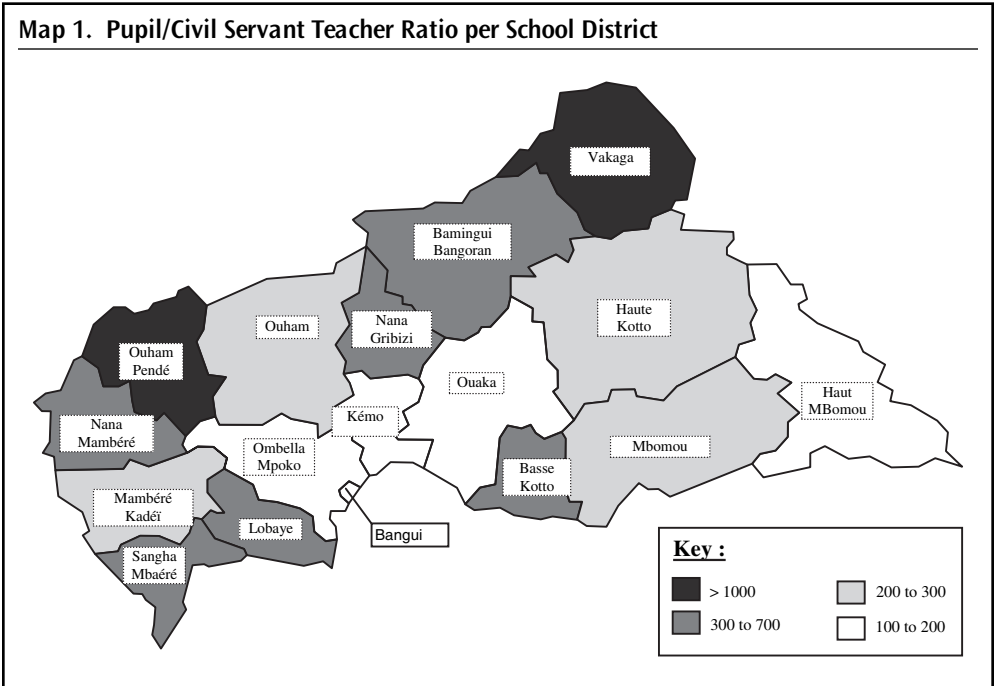 Map 1. Pupil/Civil Servant Teacher Ratio per School District
Vakaga
Bamingui
Bangoran
Haute
Kotto
Nana
Gribizi
Ouham
Ouham
Pendé
Ouaka
Haut
MBomou
Kémo
Nana
Mambéré
Ombella
Mpoko
Mbomou
Basse
Kotto
Mambéré
Kadéï
Lobaye
Bangui
Sangha
Mbaéré
Key :
> 1000
200 to 300
300 to 700
100 to 200